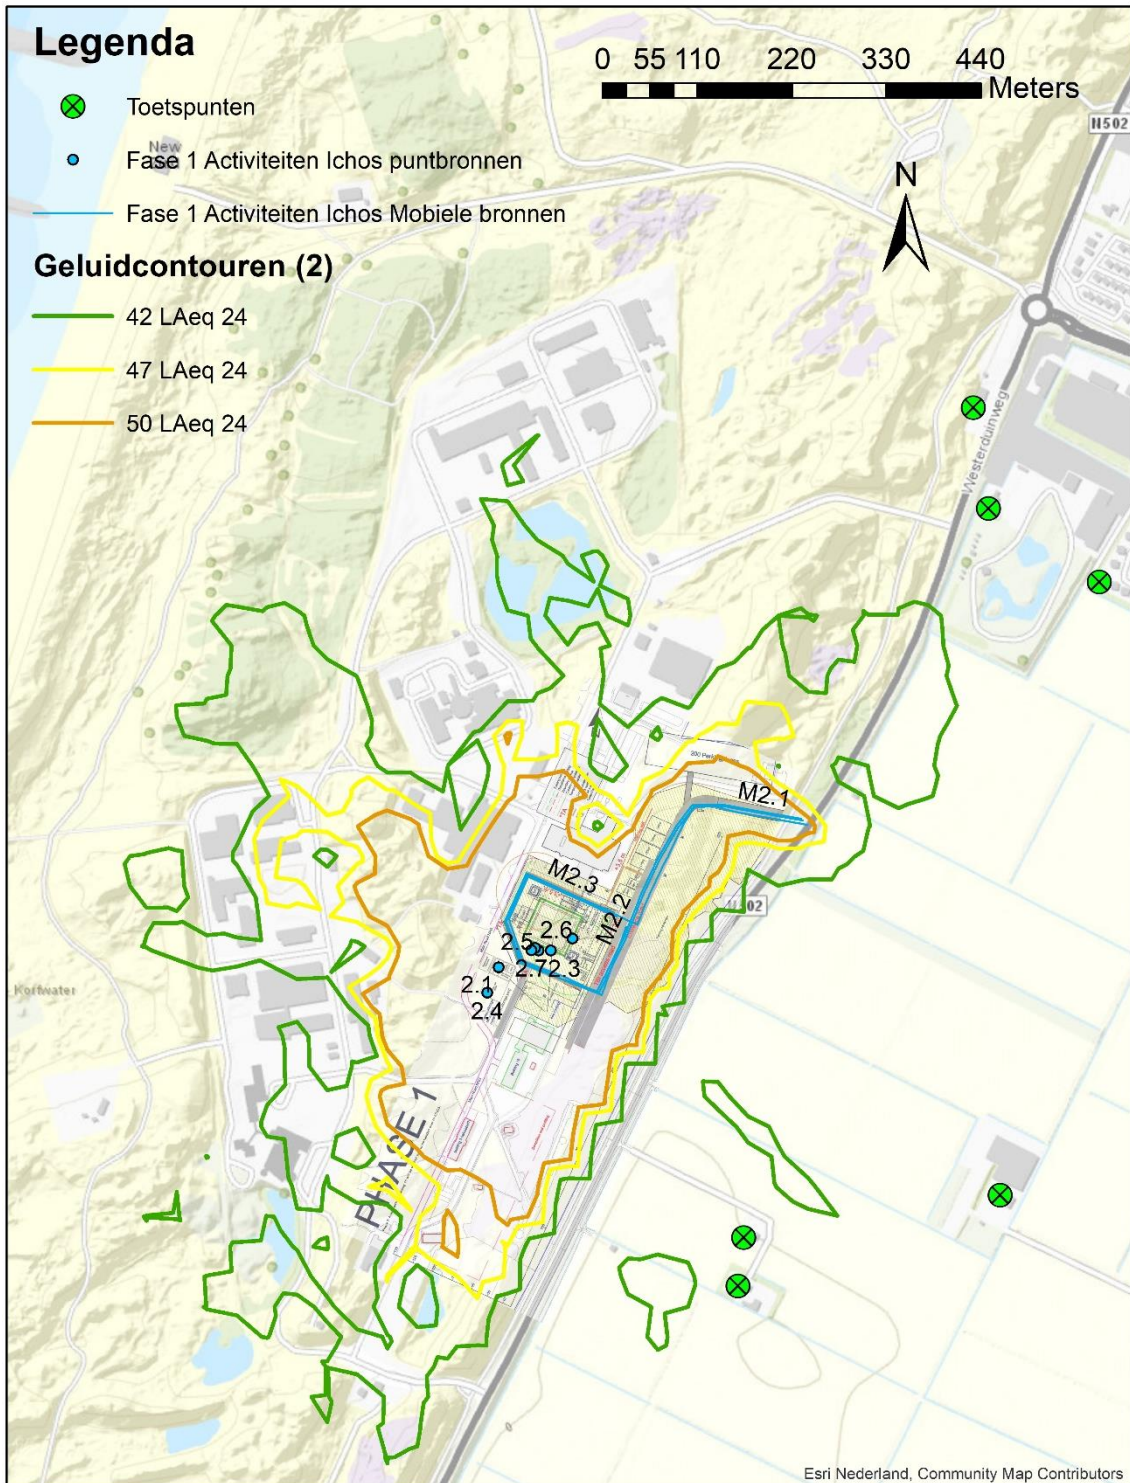 Legenda
0 55 110 220 330 440
Meters
Toetspunten
N502
New
Fase 1 Activiteiten Ichos puntbronnen
N
Fase 1 Activiteiten Ichos Mobiele bronnen
Geluidcontouren (2)
42 LAeq 24
47 LAeq 24
50 LAeq 24
Westerduinweg
M2.1
M2.3
M2.2
2.6
2.5
2.7
2.3
2.1
2.4
Korfwater
PHASE 1
Esri Nederland, Community Map Contributors